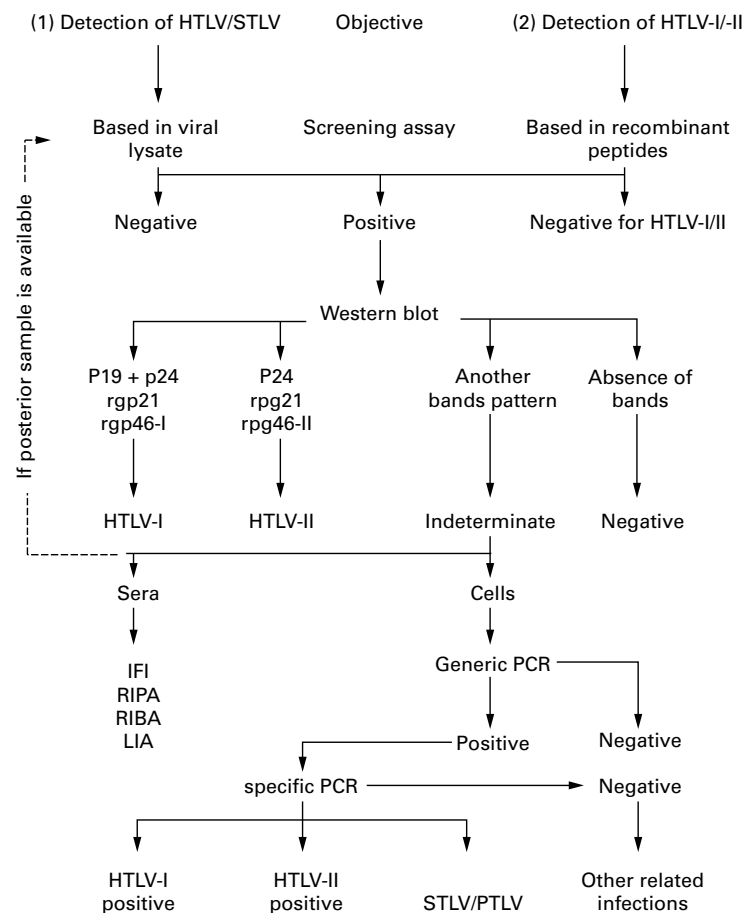 (1) Detection of HTLV/STLV
Objective
(2) Detection of HTLV-I/-II
Based in viral
lysate
Screening assay
Based in recombinant
peptides
If posterior sample is available
Negative
Positive
Negative for HTLV-I/II
Western blot
P19 + p24
rgp21
rgp46-I
P24
rpg21
rpg46-II
Another
bands pattern
Absence of
bands
HTLV-I
HTLV-II
Indeterminate
Negative
Sera
Cells
IFI
RIPA
RIBA
LIA
Generic PCR
Positive
Negative
specific PCR
Negative
HTLV-I
positive
HTLV-II
positive
STLV/PTLV
Other related
infections